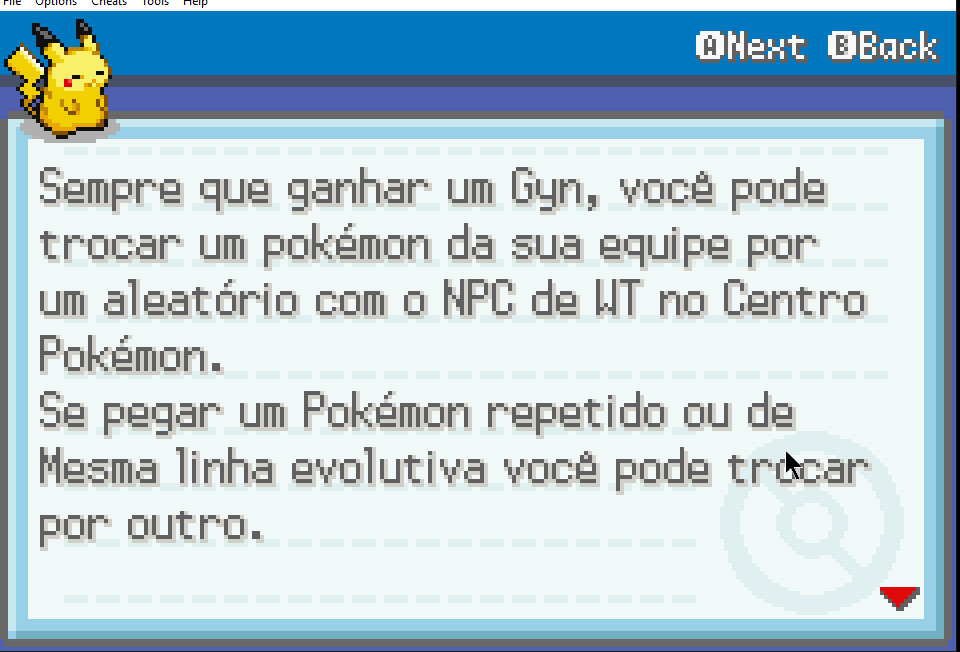 File Options Cheats Tools Help
ANext BBack
Sempre que ganhar um Gyn, você pode
trocar um pokémon da sua equipe por
um aleatório com o NPC de WT no Centro
Pokémon.
Se pegar um Pokémon repetido ou de
Mesma linha evolutiva você pode trocar
por outro.